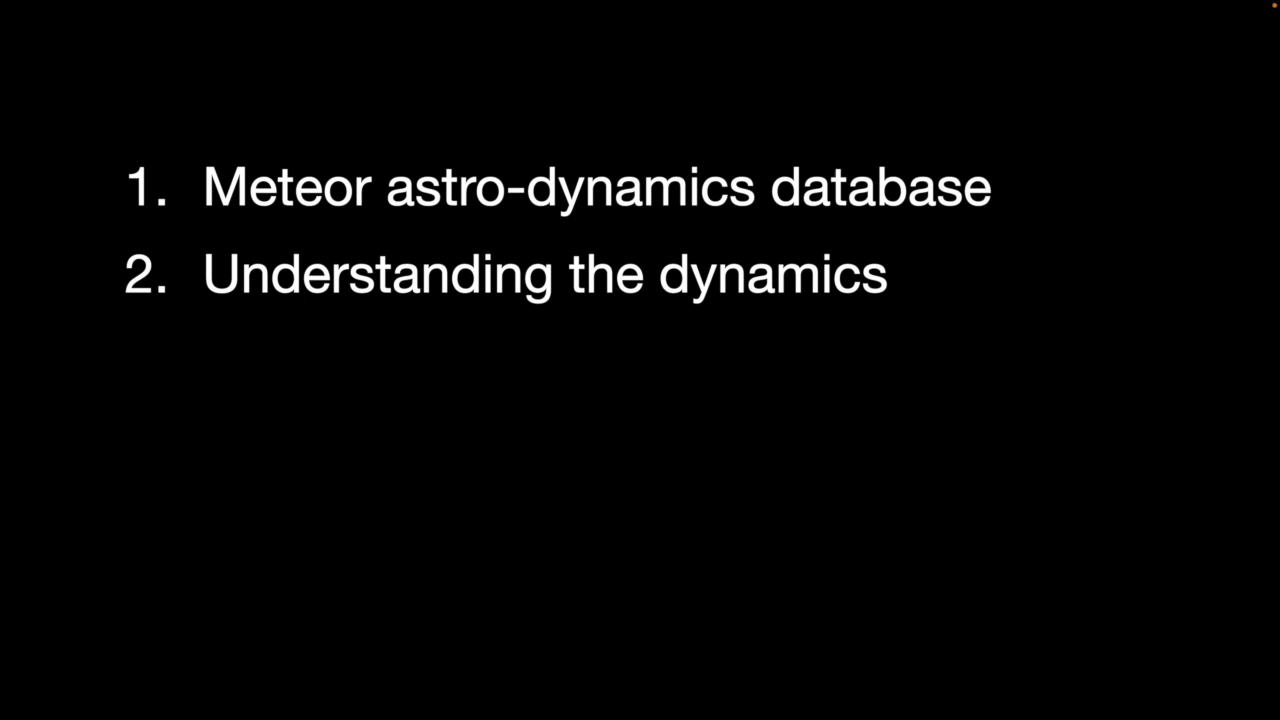 1. Meteor astro-dynamics database
2. Understanding the dynamics